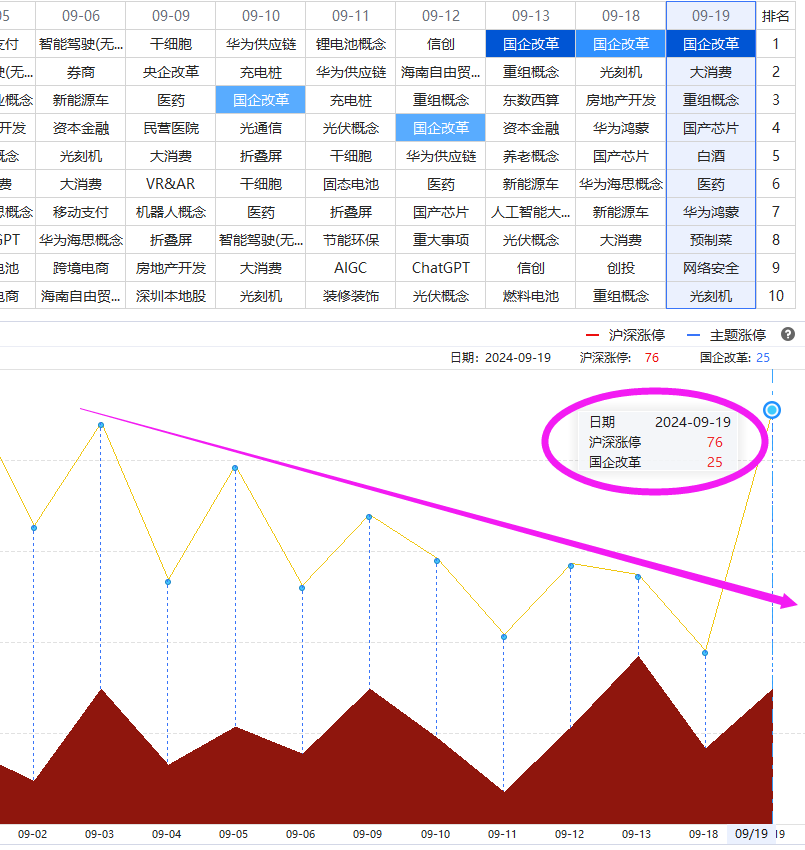 5 09-06 09-09 09-10 09-11 09-12 09-13 09-18 09-19 排名
支付 智能驾驶(无... 干细胞 华为供应链 锂电池概念 信创 国企改革 国企改革 国企改革 1
(无... 券商 央企改革 充电桩 华为供应链 海南自由贸... 重组概念 光刻机 大消费 2
概念 新能源车 医药 国企改革 充电桩 重组概念 东数西算 房地产开发 重组概念 3
开发 资本金融 民营医院 光通信 光伏概念 国企改革 资本金融 华为鸿蒙 国产芯片 4
概念 光刻机 大消费 折叠屏 干细胞 华为供应链 养老概念 国产芯片 白酒 5
费 大消费 VR&AR 干细胞 固态电池 医药 新能源车 华为海思概念 医药 6
思概念 移动支付 机器人概念 医药 折叠屏 国产芯片 人工智能大... 新能源车 华为鸿蒙 7
GPT 华为海思概念 折叠屏 智能驾驶(无... 节能环保 重大事项 光伏概念 大消费 预制菜 8
电池 跨境电商 房地产开发 大消费 AIGC ChatGPT 信创 创投 网络安全 9
电商 海南自由贸... 深圳本地股 光刻机 装修装饰 光伏概念 燃料电池 重组概念 光刻机 10
沪深涨停 主题涨停 ?
日期: 2024-09-19 沪深涨停: 76 国企改革: 25
日期 2024-09-19
沪深涨停 76
国企改革 25
09-02 09-03 09-04 09-05 09-06 09-09 09-10 09-11 09-12 09-13 09-18 09/19 19